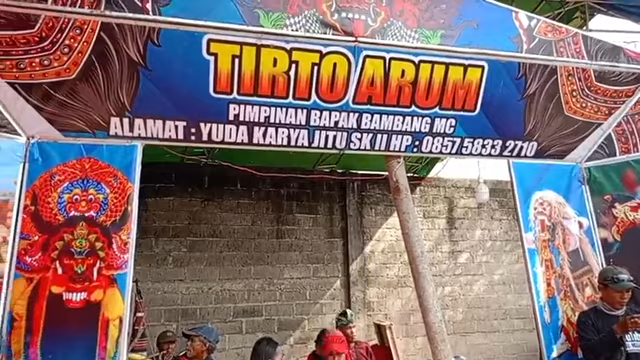 TIRTO ARUM
PIMPINAN BAPAK BAMBANG MC
ALAMAT : YUDA KARYA JITU SK II HP : 0857 5833 2710